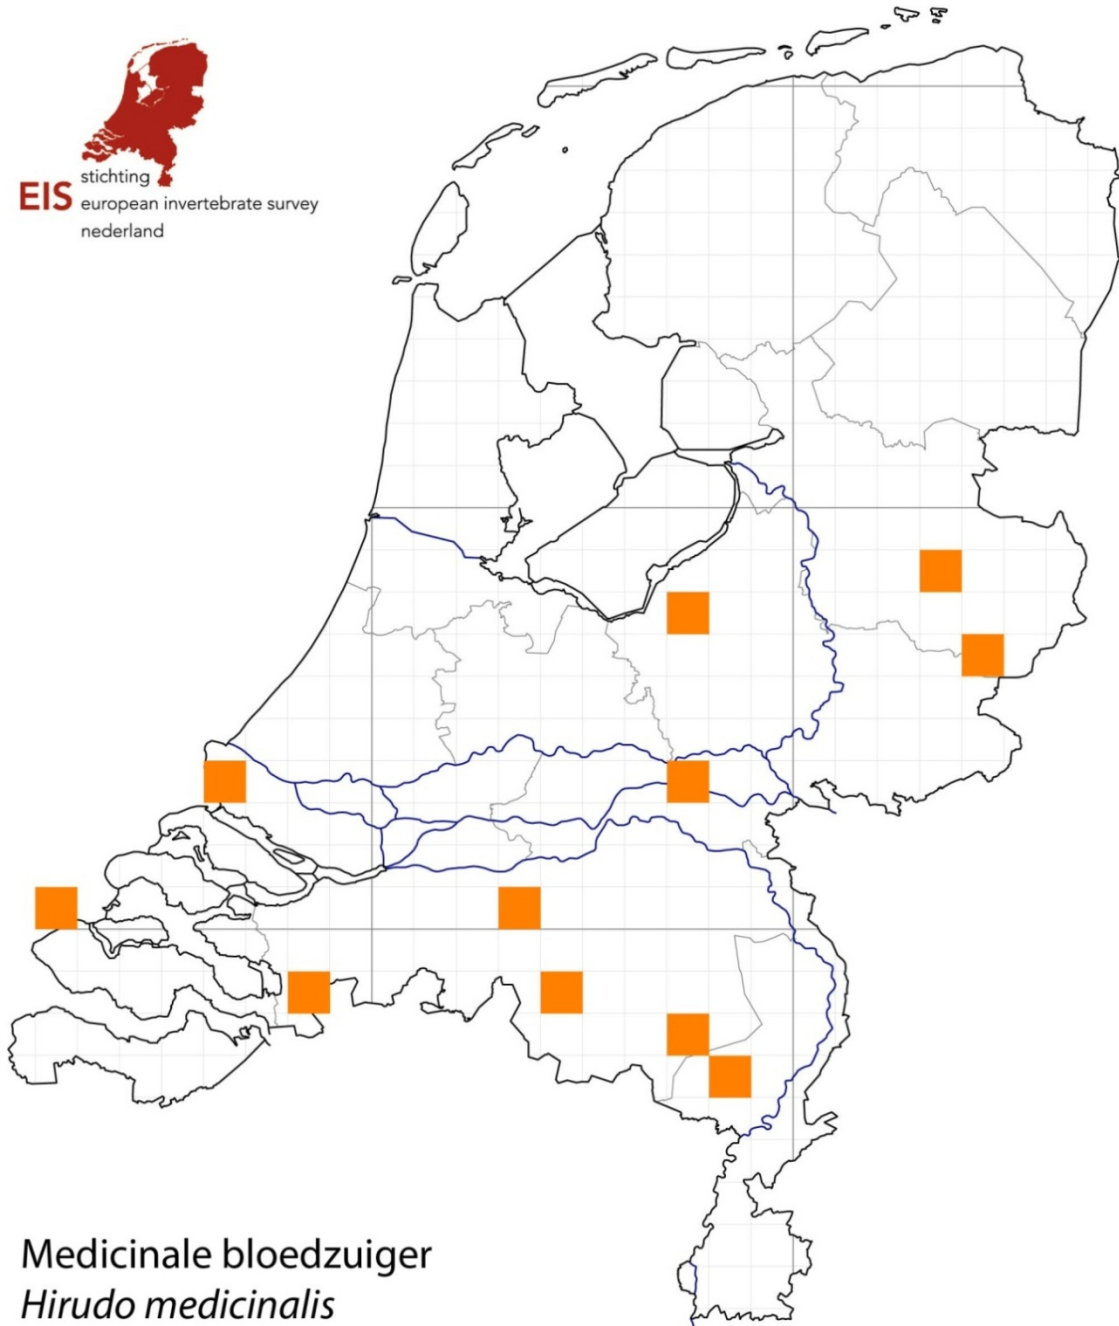 EIS stichting
european invertebrate survey
nederland
Medicinale bloedzuiger
Hirudo medicinalis